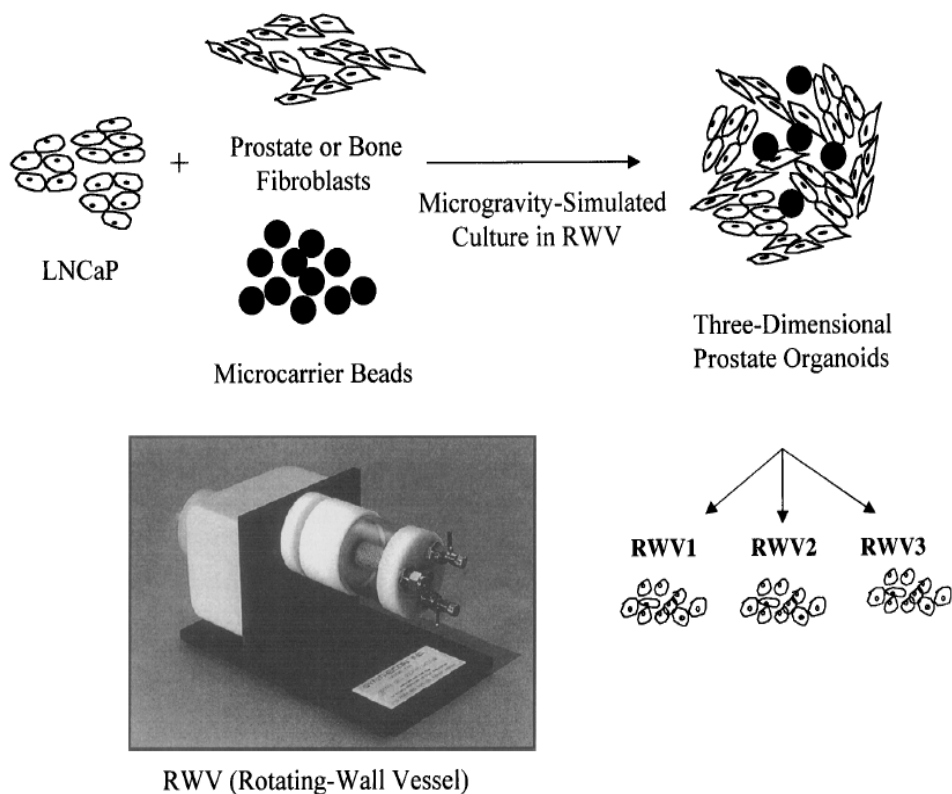 LNCaP
+
Prostate or Bone
Fibroblasts
Microcarrier Beads
Microgravity-Simulated
Culture in RWV
Three-Dimensional
Prostate Organoids
RWV1 RWV2 RWV3
RWV (Rotating-Wall Vessel)